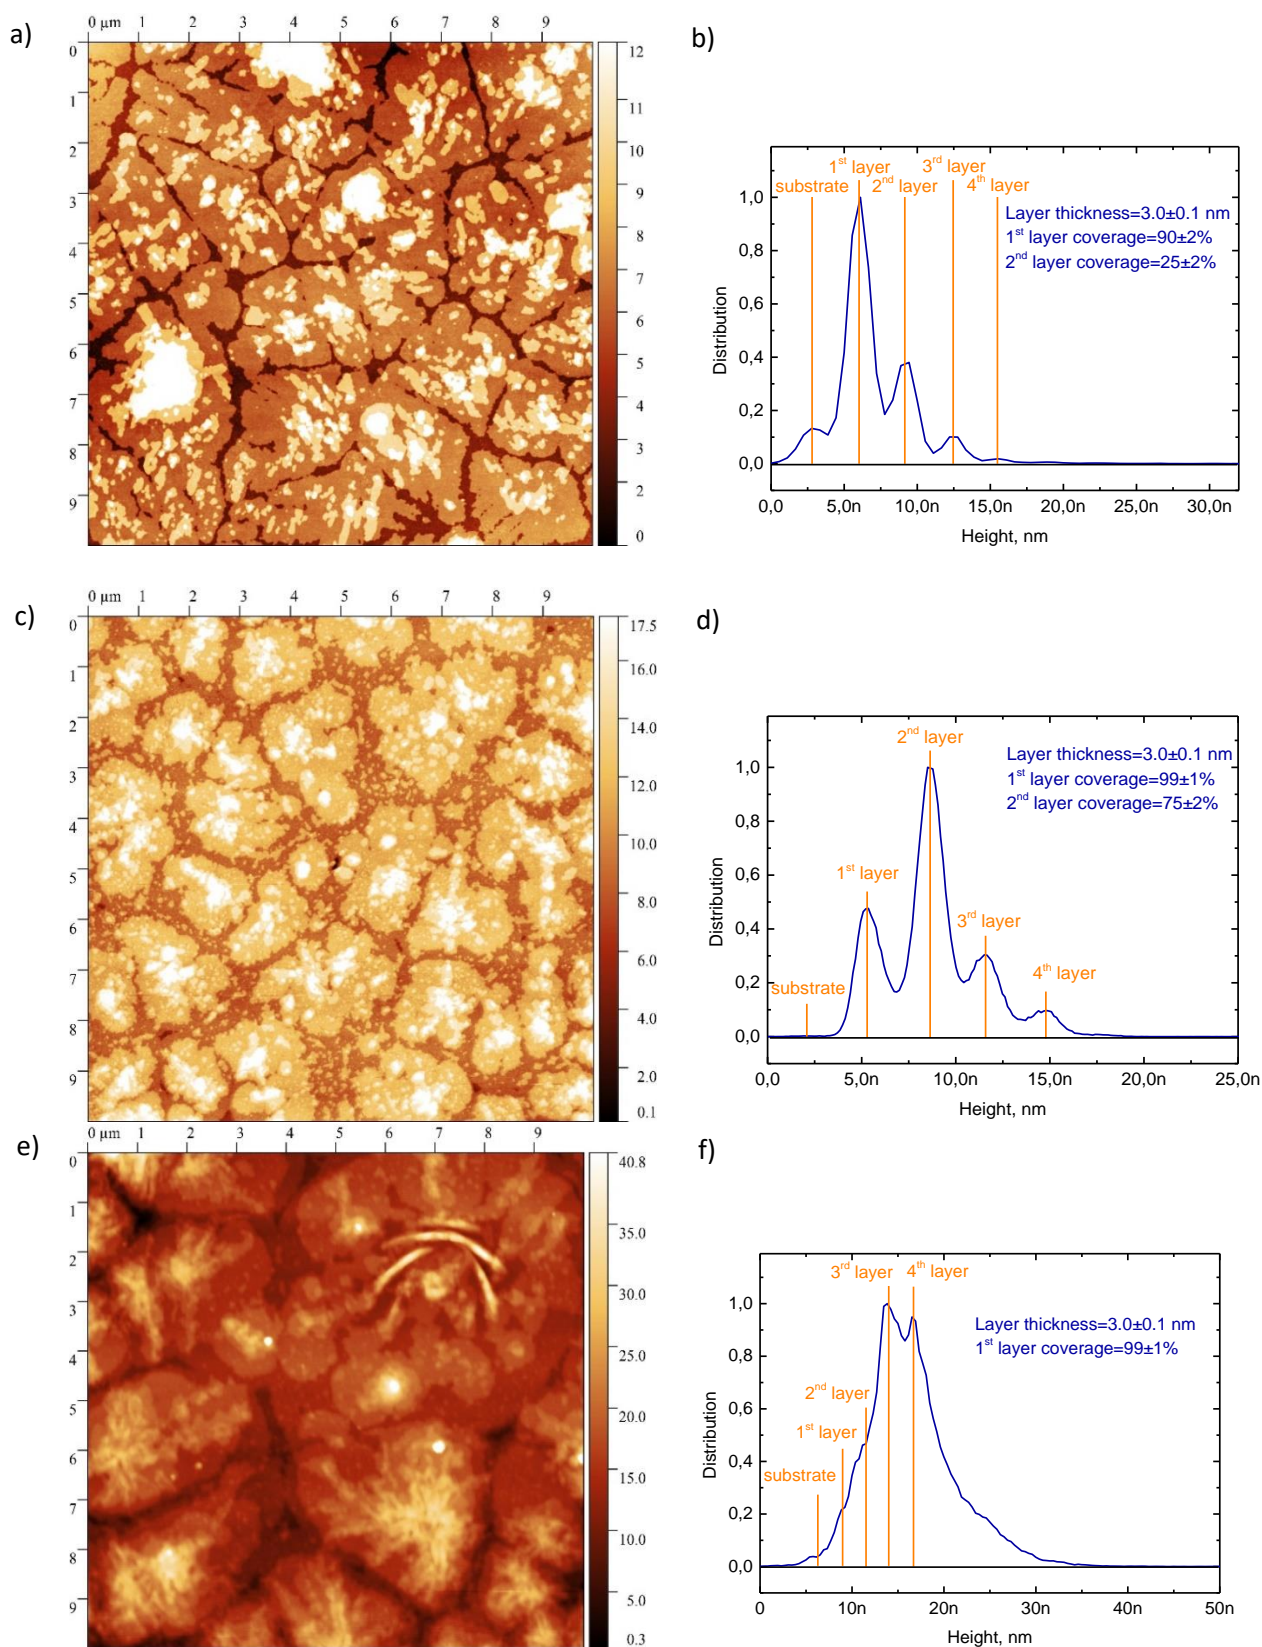 a)
0 μm 1 2 3 4 5 6 7 8 9
0
1
2
3
4
5
6
7
8
9
12
11
10
9
8
7
6
5
4
3
2
0
b)
1st layer 3rd layer
substrate 2nd layer 4th layer
Layer thickness=3.0±0.1 nm
1st layer coverage=90±2%
2nd layer coverage=25±2%
1,0
0,8
0,6
0,4
0,2
0,0
Distribution
0,0 5,0n 10,0n 15,0n 20,0n 25,0n 30,0n
Height, nm
c)
0 μm 1 2 3 4 5 6 7 8 9
0
1
2
3
4
5
6
7
8
9
17.5
16.0
14.0
12.0
10.0
8.0
6.0
4.0
2.0
0.1
d)
2nd layer
Layer thickness=3.0±0.1 nm
1st layer coverage=99±1%
2nd layer coverage=75±2%
1st layer
3rd layer
4th layer
substrate
1,0
0,8
0,6
0,4
0,2
0,0
Distribution
0,0 5,0n 10,0n 15,0n 20,0n 25,0n
Height, nm
e)
0 μm 1 2 3 4 5 6 7 8 9
0
1
2
3
4
5
6
7
8
9
40.8
35.0
30.0
25.0
20.0
15.0
10.0
5.0
0.3
f)
3rd layer 4th layer
Layer thickness=3.0±0.1 nm
1st layer coverage=99±1%
2nd layer
1st layer
substrate
1,0
0,8
0,6
0,4
0,2
0,0
Distribution
0 10n 20n 30n 40n 50n
Height, nm